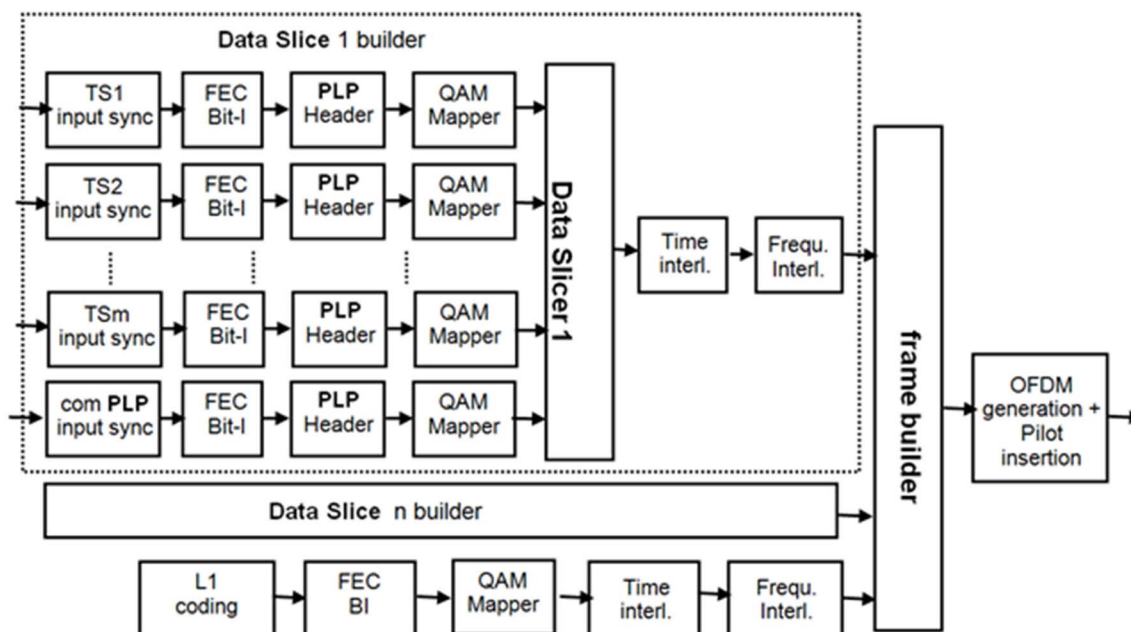 Data Slice 1 builder
TS1
input sync
FEC
Bit-I
PLP
Header
QAM
Mapper
TS2
input sync
FEC
Bit-I
PLP
Header
QAM
Mapper
TSm
input sync
FEC
Bit-I
PLP
Header
QAM
Mapper
com PLP
input sync
FEC
Bit-I
PLP
Header
QAM
Mapper
Data Slicer 1
Time
interl.
Frequ.
Interl.
Data Slice n builder
L1
coding
FEC
BI
QAM
Mapper
Time
interl.
Frequ.
Interl.
frame builder
OFDM
generation +
Pilot
insertion